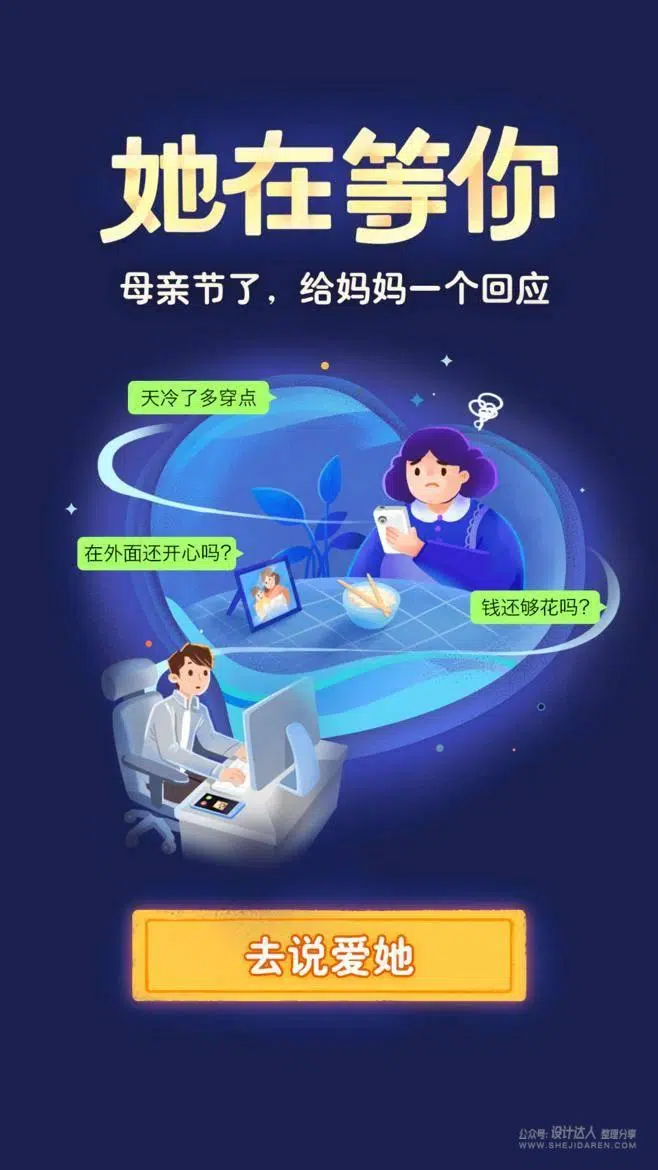 她在等你
母亲节了，给妈妈一个回应
天冷了多穿点
在外面还开心吗？
钱还够花吗？
去说爱她
公众号: 设计达人 整理分享
WWW.SHEJIDAREN.COM